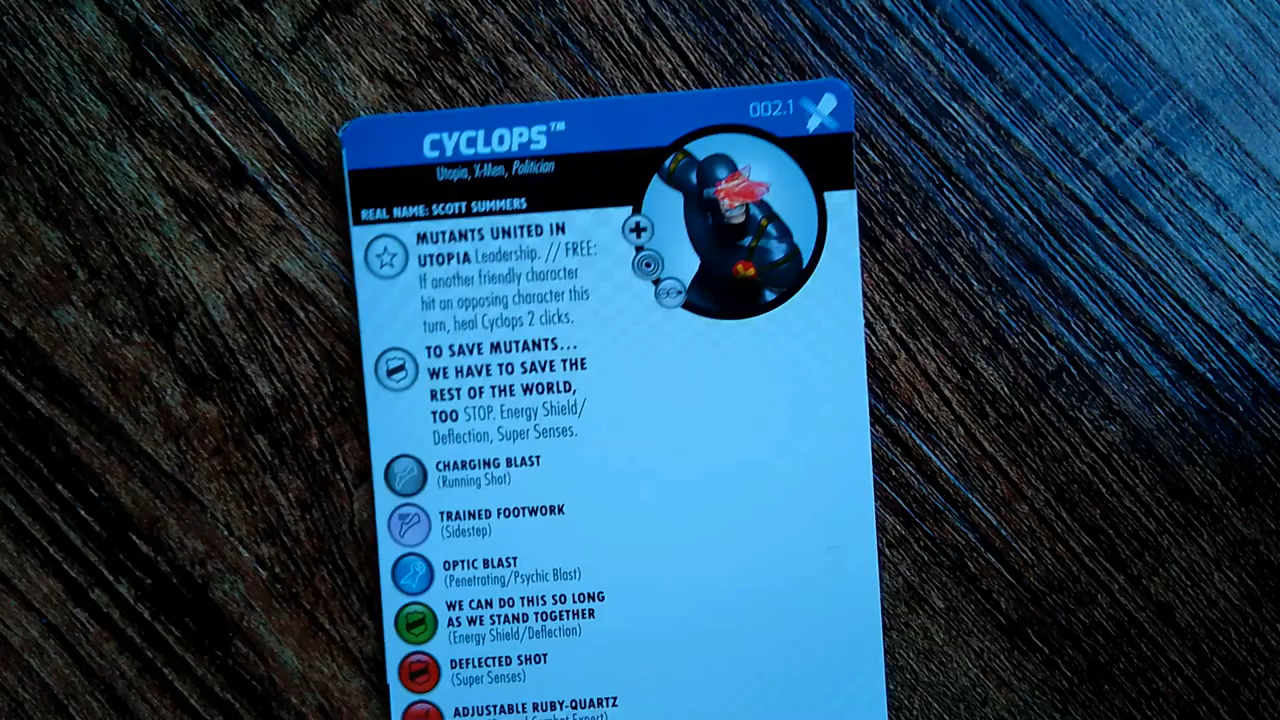 002.1
CYCLOPS™
Utopia, X-Men, Politician
REAL NAME: SCOTT SUMMERS
MUTANTS UNITED IN
UTOPIA Leadership. // FREE:
If another friendly character
hit an opposing character this
turn, heal Cyclops 2 clicks.
TO SAVE MUTANTS...
WE HAVE TO SAVE THE
REST OF THE WORLD,
TOO STOP. Energy Shield/
Deflection, Super Senses.
CHARGING BLAST
(Running Shot)
TRAINED FOOTWORK
(Sidestep)
OPTIC BLAST
(Penetrating/Psychic Blast)
WE CAN DO THIS SO LONG
AS WE STAND TOGETHER
(Energy Shield/Deflection)
DEFLECTED SHOT
(Super Senses)
ADJUSTABLE RUBY-QUARTZ
Combat Expert)